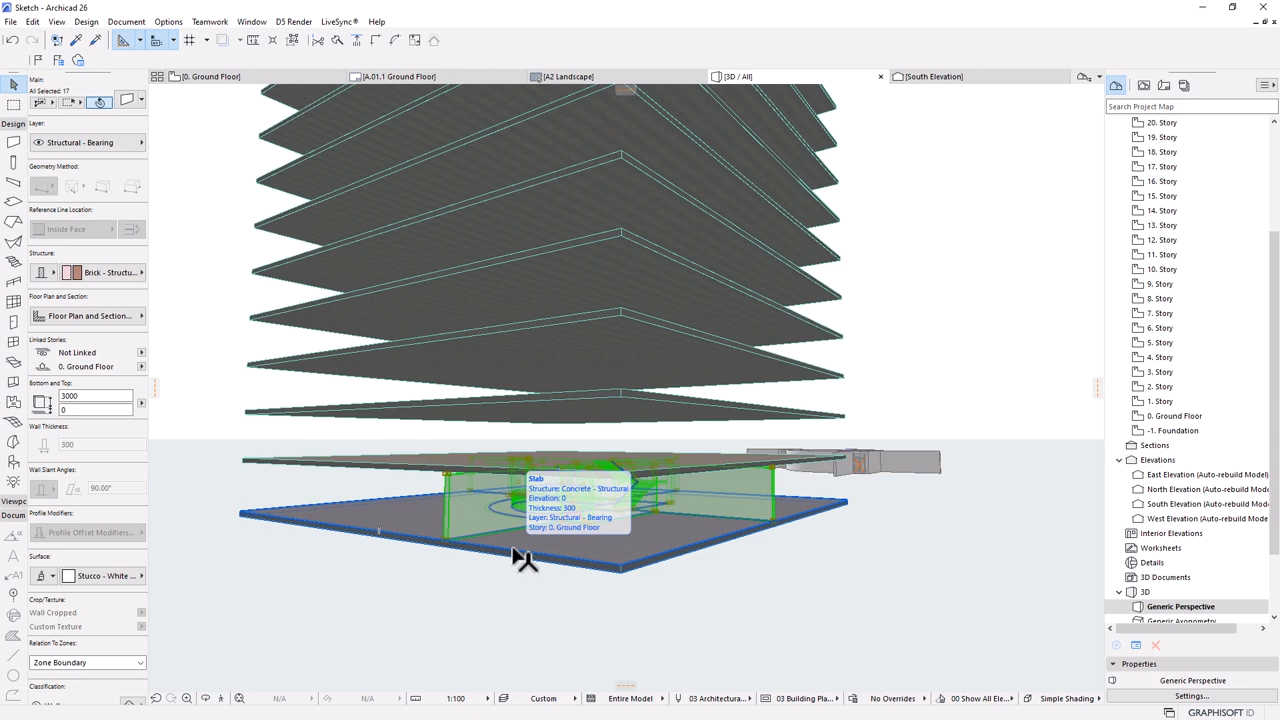 Sketch - Archicad 26
File Edit View Design Document Options Teamwork Window D5 Render LiveSync® Help
[0. Ground Floor] [A.01.1 Ground Floor] [A2 Landscape] [3D / All] [South Elevation]
Main:
All Selected: 17
Layer:
Structural - Bearing
Geometry Method:
Reference Line Location:
Inside Face
Structure:
Brick - Structu...
Floor Plan and Section:
Floor Plan and Section...
Linked Stories:
Not Linked
0. Ground Floor
Bottom and Top:
3000
0
Wall Thickness:
300
Wall Slant Angles:
90.00°
Profile Modifiers:
Profile Offset Modifiers...
Surface:
Stucco - White ...
Crop/Texture:
Wall Cropped
Custom Texture
Relation To Zones:
Zone Boundary
Classification:
Design
Viewpc
Docum
Slab
Structure: Concrete - Structural
Elevation: 0
Thickness: 300
Layer: Structural - Bearing
Story: 0. Ground Floor
N/A N/A 1:100 Custom Entire Model 03 Architectura... 03 Building Pla... No Overrides 00 Show All Ele... Simple Shading
Search Project Map
20. Story
19. Story
18. Story
17. Story
16. Story
15. Story
14. Story
13. Story
12. Story
11. Story
10. Story
9. Story
8. Story
7. Story
6. Story
5. Story
4. Story
3. Story
2. Story
1. Story
0. Ground Floor
-1. Foundation
Sections
Elevations
East Elevation (Auto-rebuild Model)
North Elevation (Auto-rebuild Mode
South Elevation (Auto-rebuild Mode
West Elevation (Auto-rebuild Mode
Interior Elevations
Worksheets
Details
3D Documents
3D
Generic Perspective
Generic Axonometry
Properties
Generic Perspective
Settings...
GRAPHISOFT ID